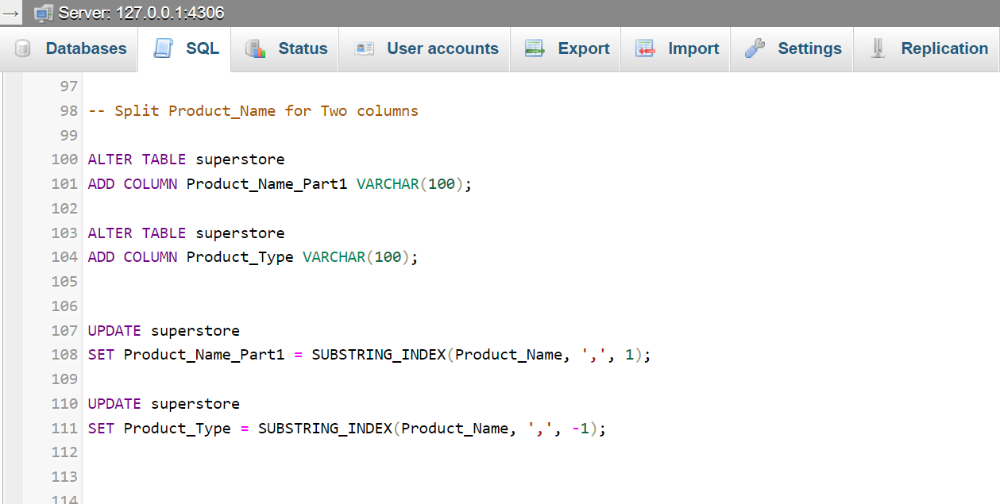 Server: 127.0.0.1:4306
Databases SQL Status User accounts Export Import Settings Replication
97
98 -- Split Product_Name for Two columns
99
100 ALTER TABLE superstore
101 ADD COLUMN Product_Name_Part1 VARCHAR(100);
102
103 ALTER TABLE superstore
104 ADD COLUMN Product_Type VARCHAR(100);
105
106
107 UPDATE superstore
108 SET Product_Name_Part1 = SUBSTRING_INDEX(Product_Name, ',', 1);
109
110 UPDATE superstore
111 SET Product_Type = SUBSTRING_INDEX(Product_Name, ',', -1);
112
113
114